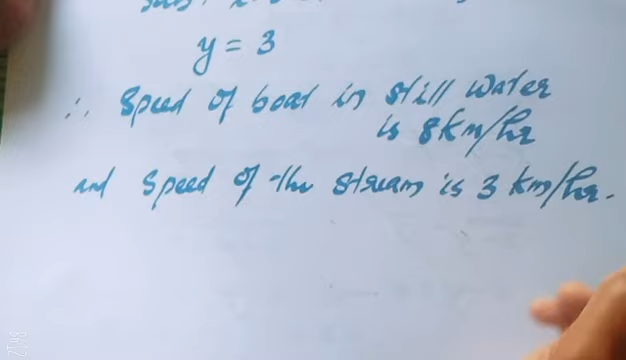 y = 3
∴ Speed of boat in still water
is 8km/hr
and Speed of the stream is 3 km/hr.